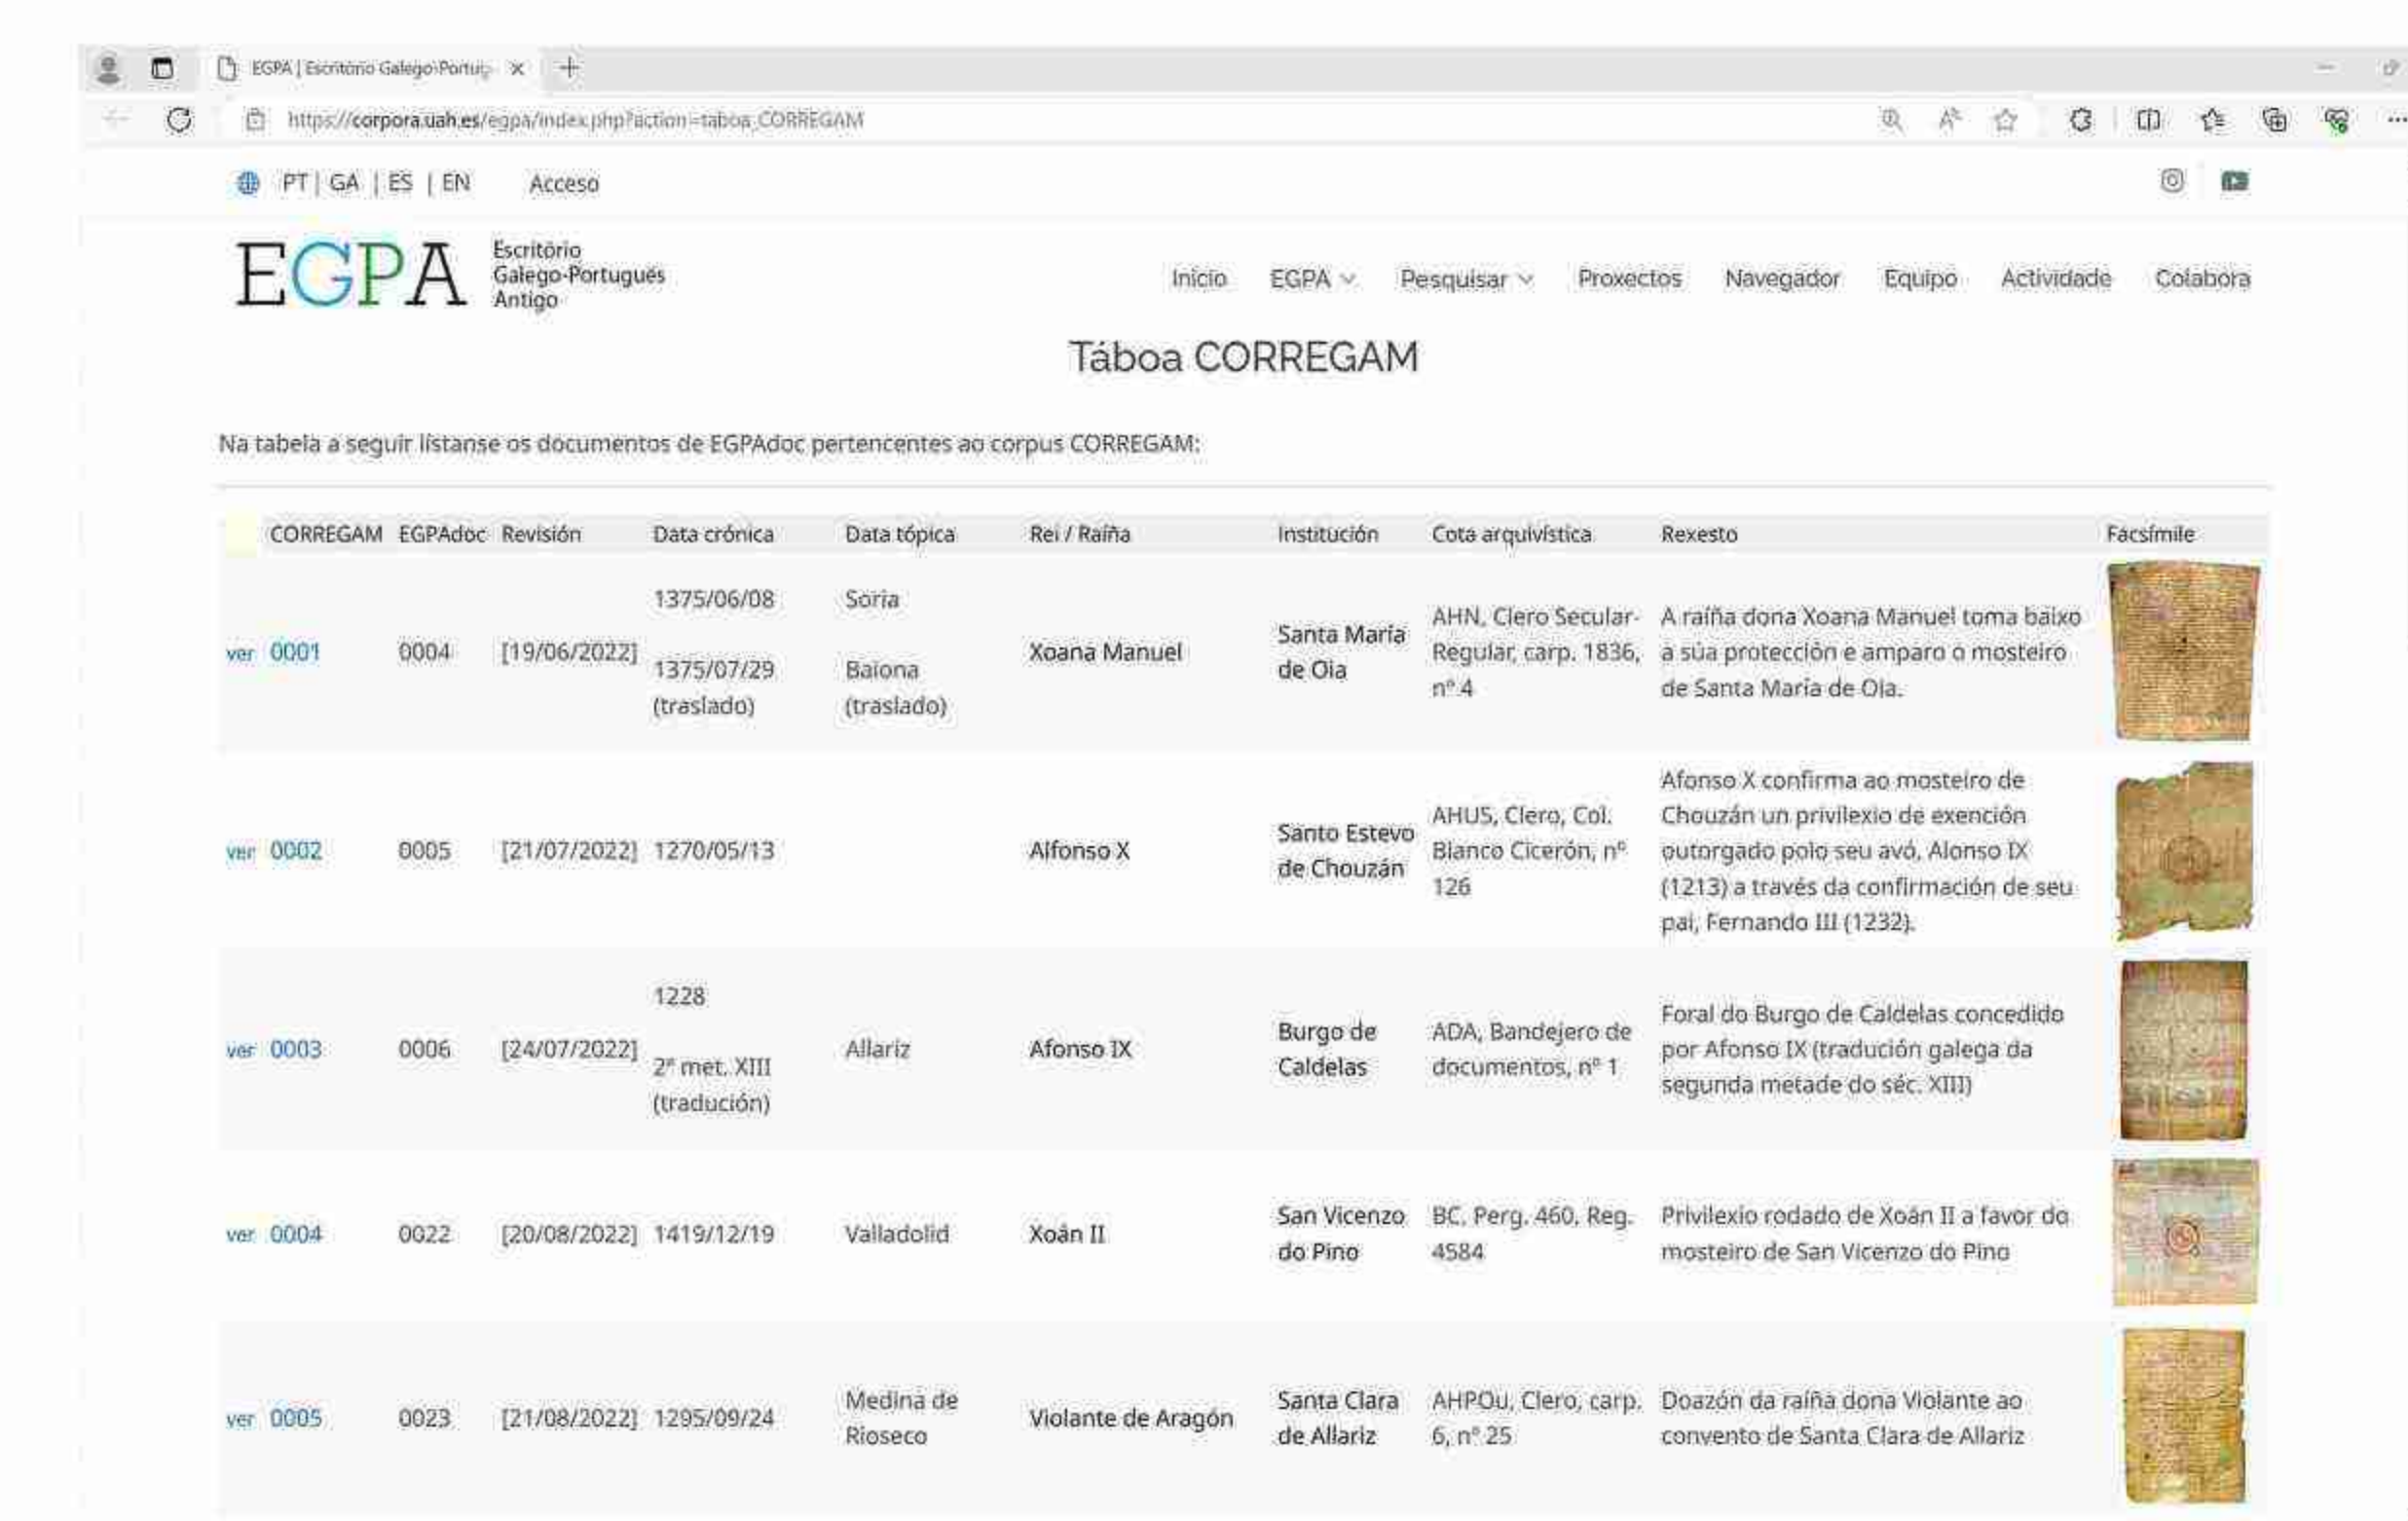 EGPA | Escritório Galego-Portug
https://corpora.uah.es/egpa/index.php?action=taboa_CORREGAM
PT | GA | ES | EN Acceso
EGPA Escritório
Galego-Portugués
Antigo
Inicio EGPA Pesquisar Proxectos Navegador Equipo Actividade Colabora
Táboa CORREGAM
Na tabela a seguir lístanse os documentos de EGPAdoc pertencentes ao corpus CORREGAM:
CORREGAM EGPAdoc Revisión Data crónica Data tópica Rei / Raíña Institución Cota arquivística Rexesto Facsímile
ver 0001 0004 [19/06/2022]
1375/06/08
1375/07/29
(traslado)
Soria
Baiona
(traslado)
Xoana Manuel
Santa María
de Oia
AHN, Clero Secular-
Regular, carp. 1836,
nº 4
A raíña dona Xoana Manuel toma baixo
a súa protección e amparo o mosteiro
de Santa María de Oia.
ver 0002 0005 [21/07/2022] 1270/05/13
Alfonso X
Santo Estevo
de Chouzán
AHUS, Clero, Col.
Blanco Cicerón, nº
126
Afonso X confirma ao mosteiro de
Chouzán un privilexio de exención
outorgado polo seu avó, Alonso IX
(1213) a través da confirmación de seu
pai, Fernando III (1232).
ver 0003 0006 [24/07/2022]
1228
2ª met. XIII
(tradución)
Allariz
Afonso IX
Burgo de
Caldelas
ADA, Bandejero de
documentos, nº 1
Foral do Burgo de Caldelas concedido
por Afonso IX (tradución galega da
segunda metade do séc. XIII)
ver 0004 0022 [20/08/2022] 1419/12/19
Valladolid
Xoán II
San Vicenzo
do Pino
BC, Perg. 460, Reg.
4584
Privilexio rodado de Xoán II a favor do
mosteiro de San Vicenzo do Pino
ver 0005 0023 [21/08/2022] 1295/09/24
Medina de
Rioseco
Violante de Aragón
Santa Clara
de Allariz
AHPOu, Clero, carp.
6, nº 25
Doazón da raíña dona Violante ao
convento de Santa Clara de Allariz